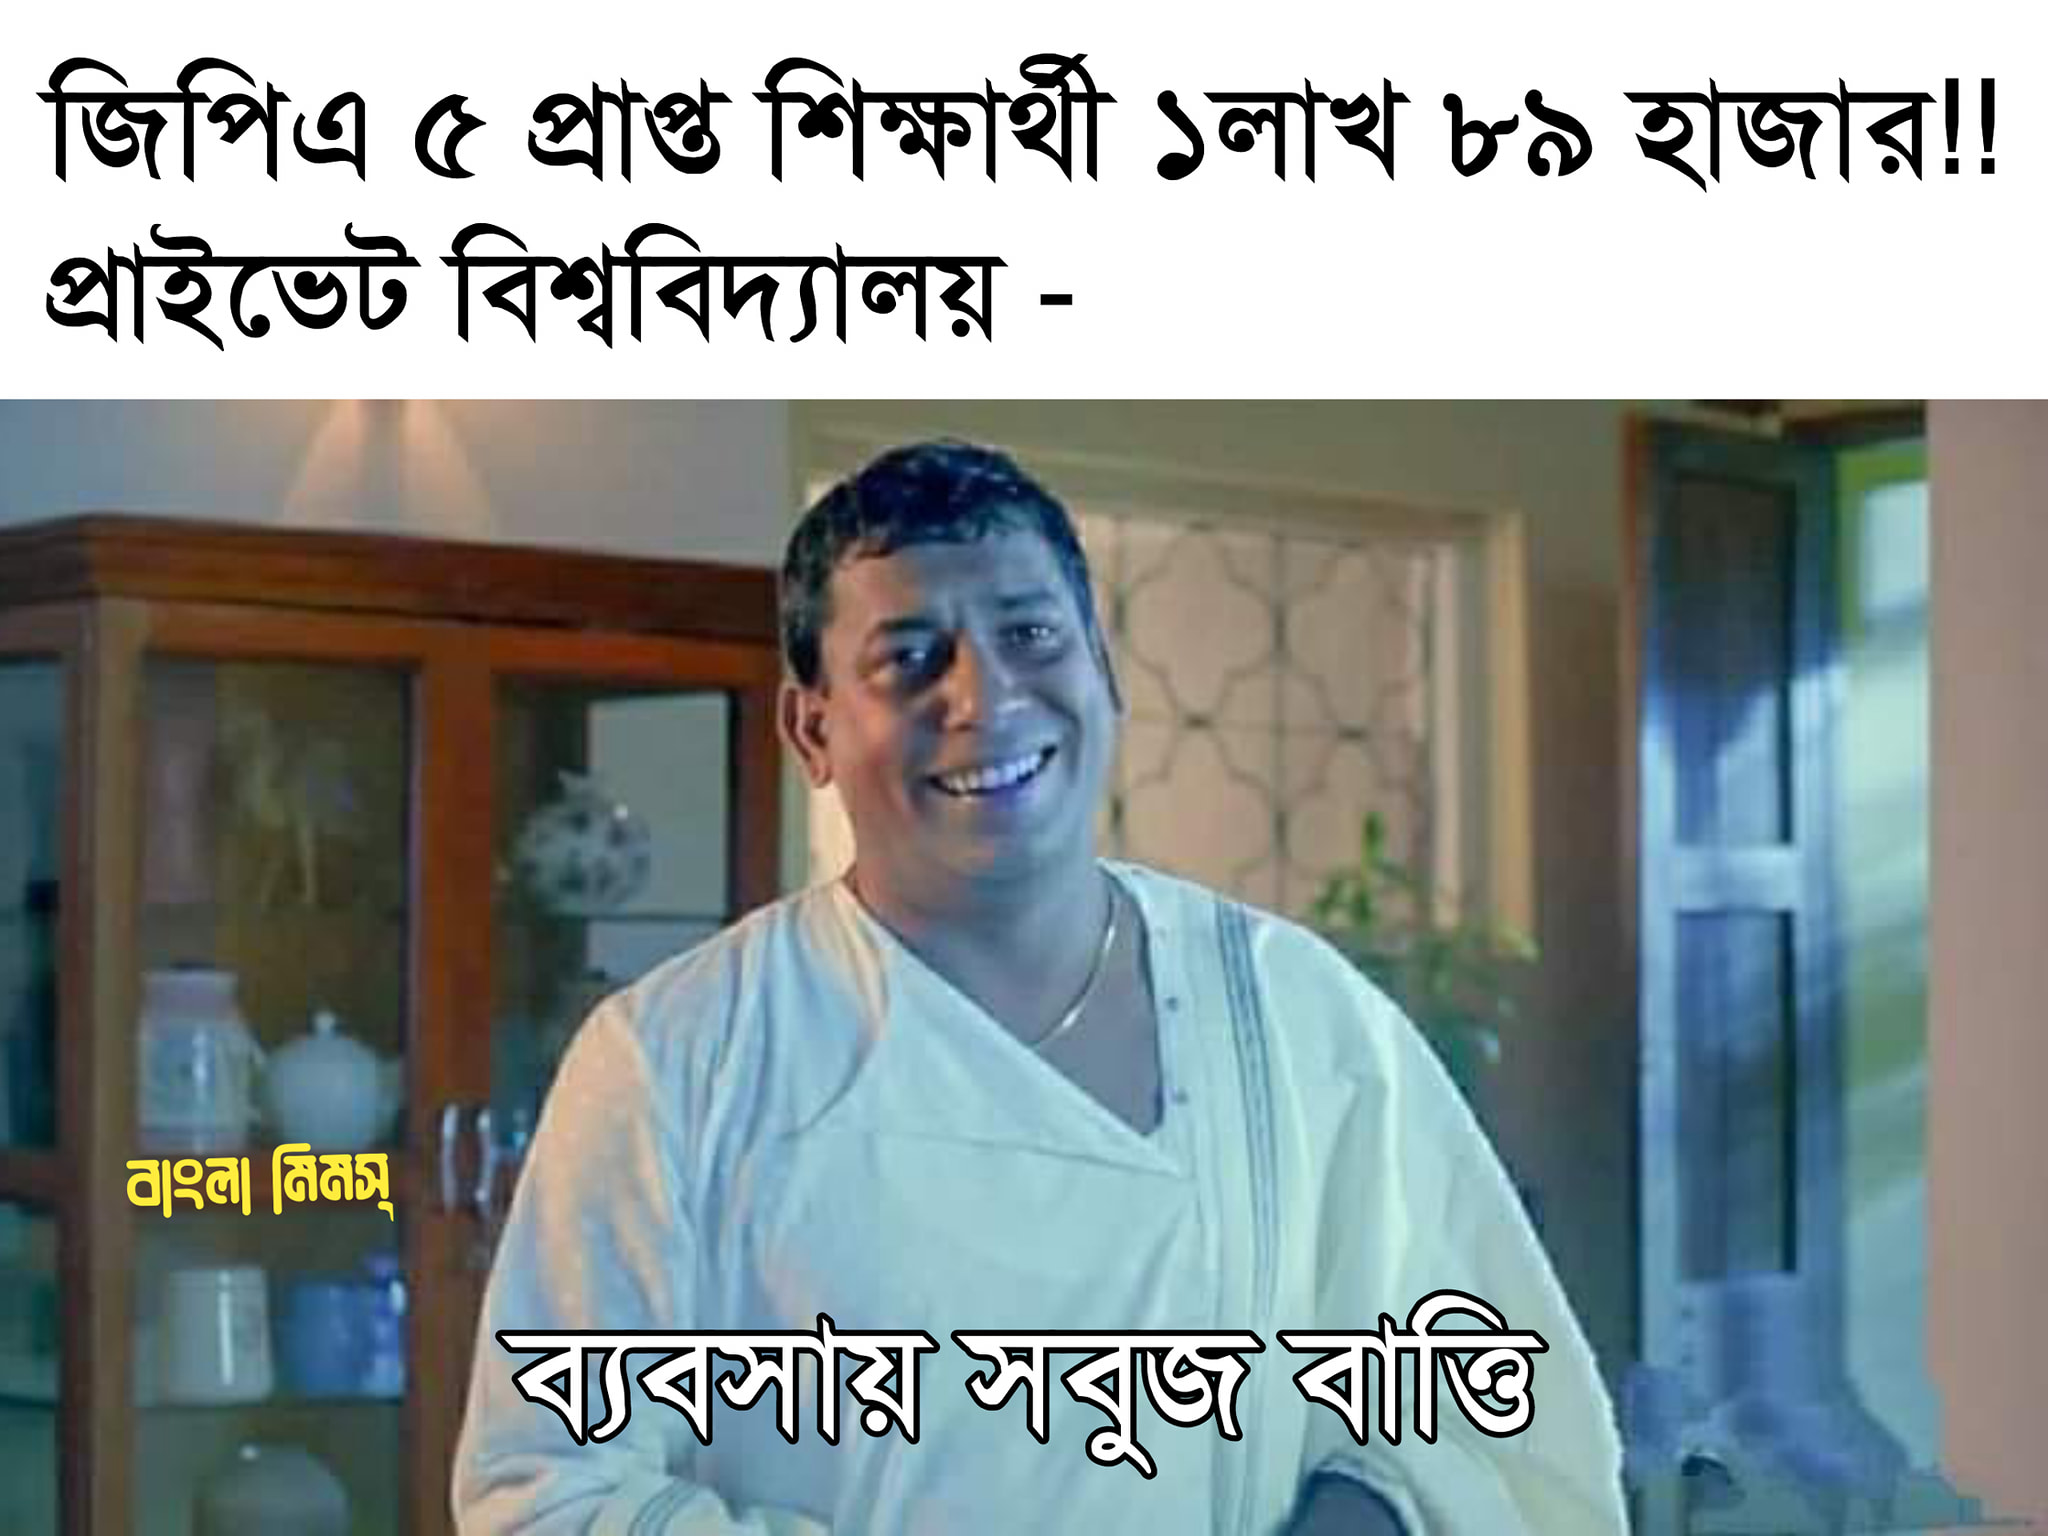 জিপিএ ৫ প্রাপ্ত শিক্ষার্থী ১লাখ ৮৯ হাজার!!
প্রাইভেট বিশ্ববিদ্যালয় -
বাংলা মিমস্
ব্যবসায় সবুজ বাত্তি